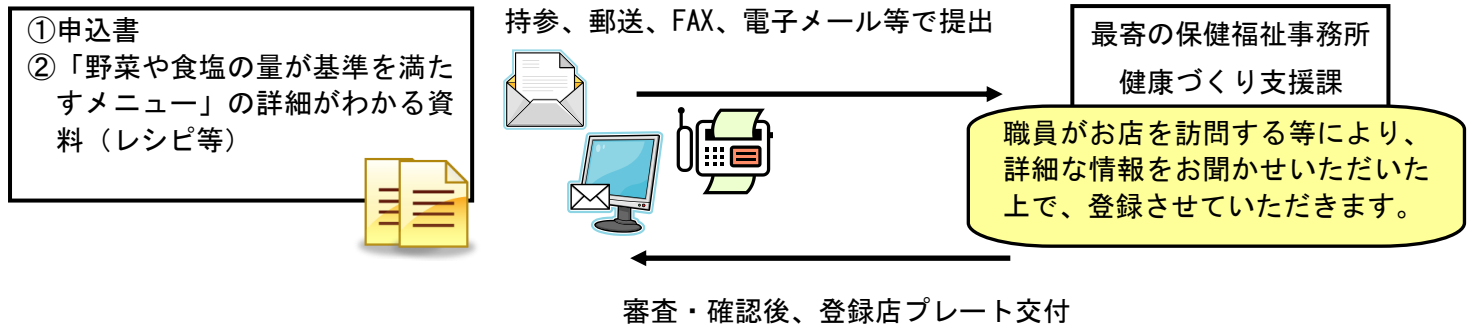 ①申込書
②「野菜や食塩の量が基準を満た
すメニュー」の詳細がわかる資
料（レシピ等）
持参、郵送、FAX、電子メール等で提出
最寄の保健福祉事務所
健康づくり支援課
職員がお店を訪問する等により、
詳細な情報をお聞かせいただいた
上で、登録させていただきます。
審査・確認後、登録店プレート交付